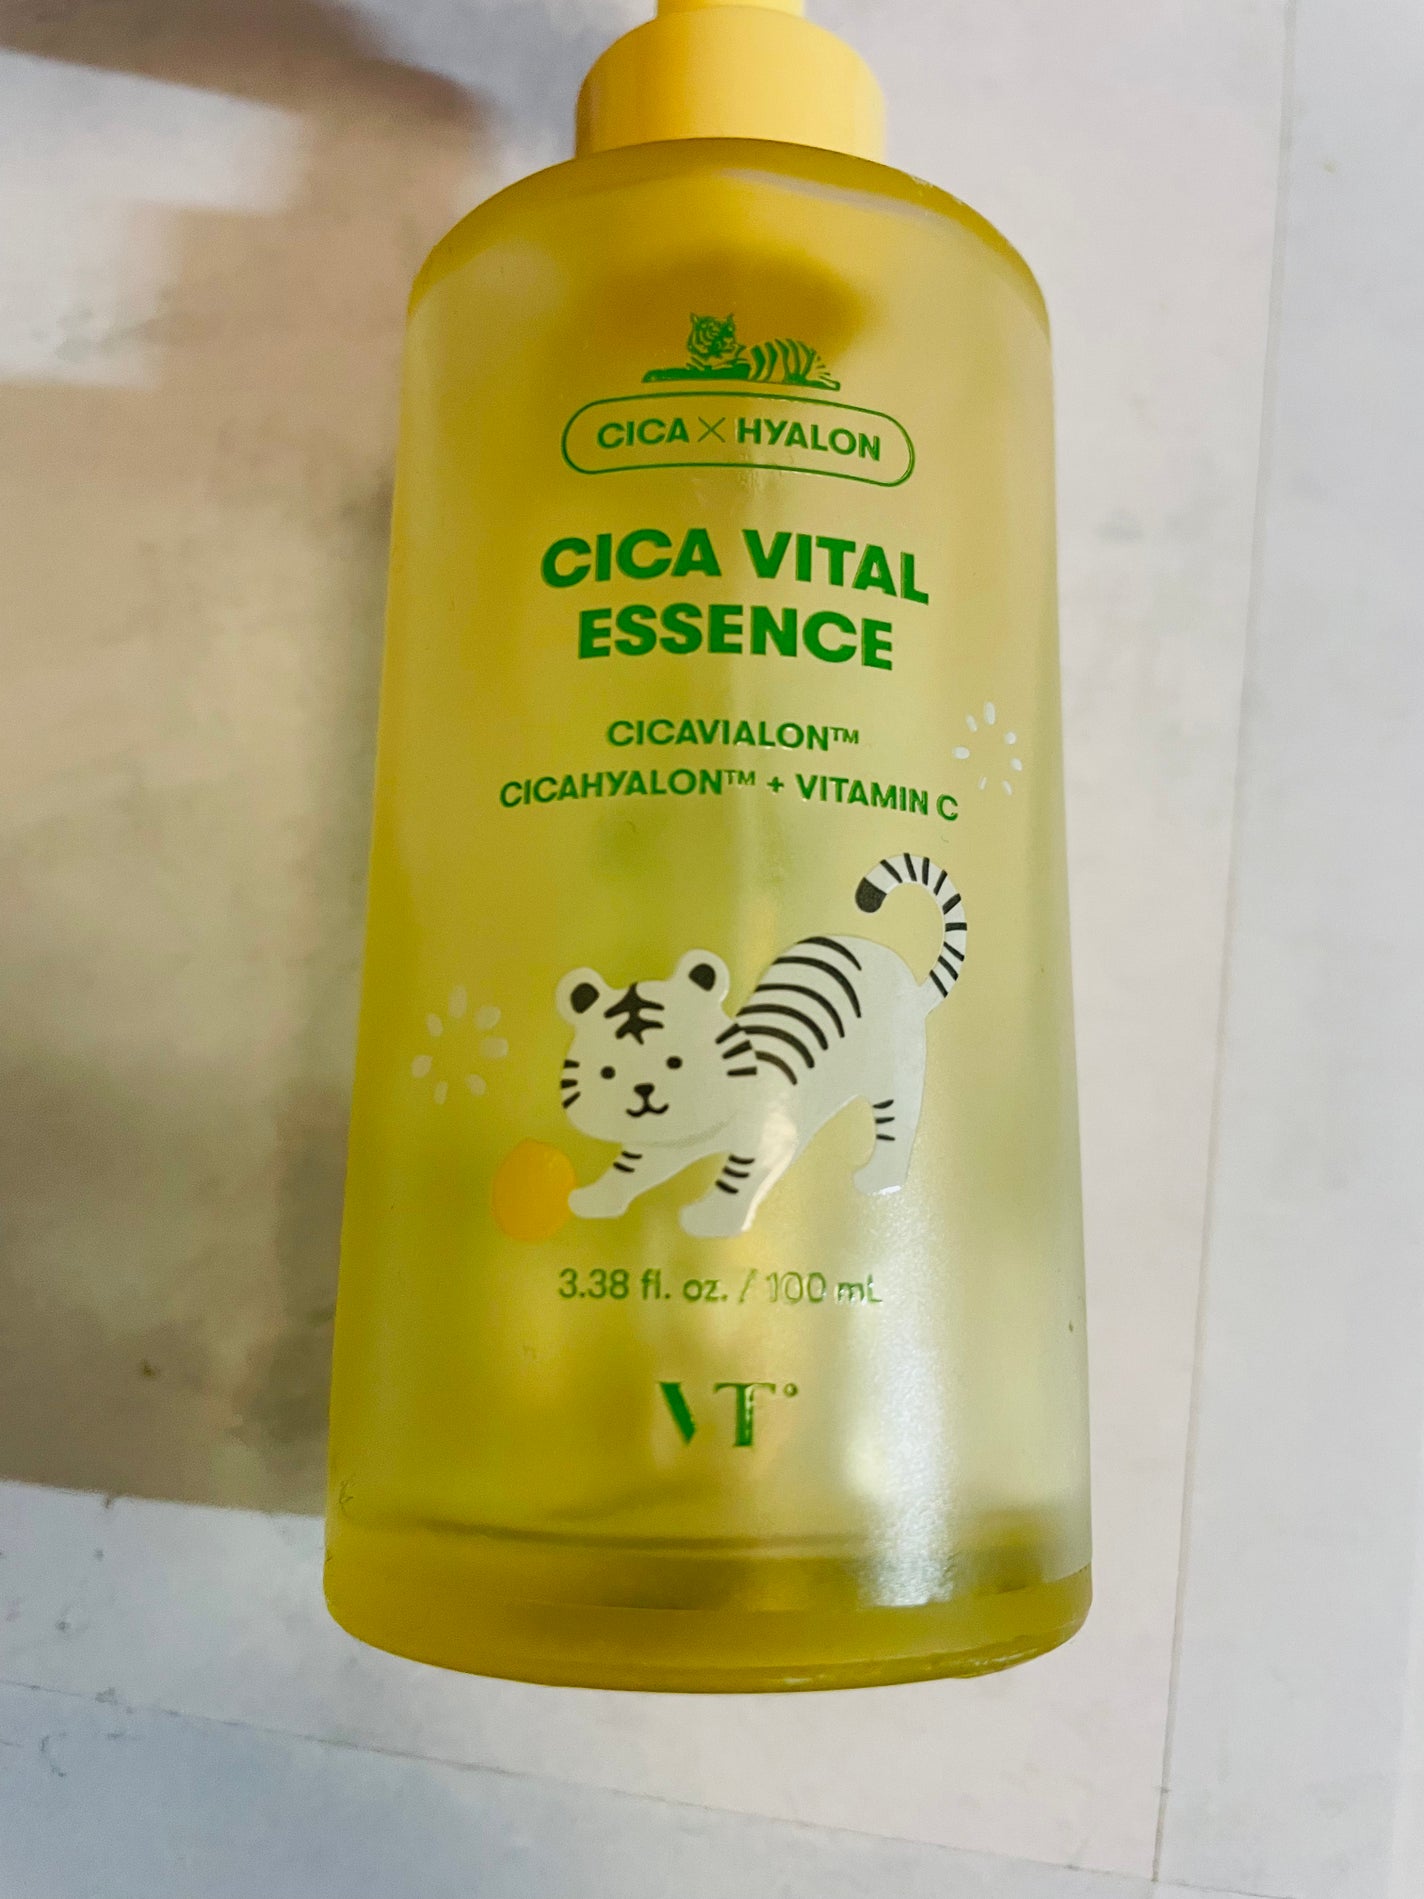 CICA × HYALON
CICA VITAL
ESSENCE
CICAVIALON™
CICAHYALON™ + VITAMIN C
3.38 fl. oz. / 100 mL
VT°